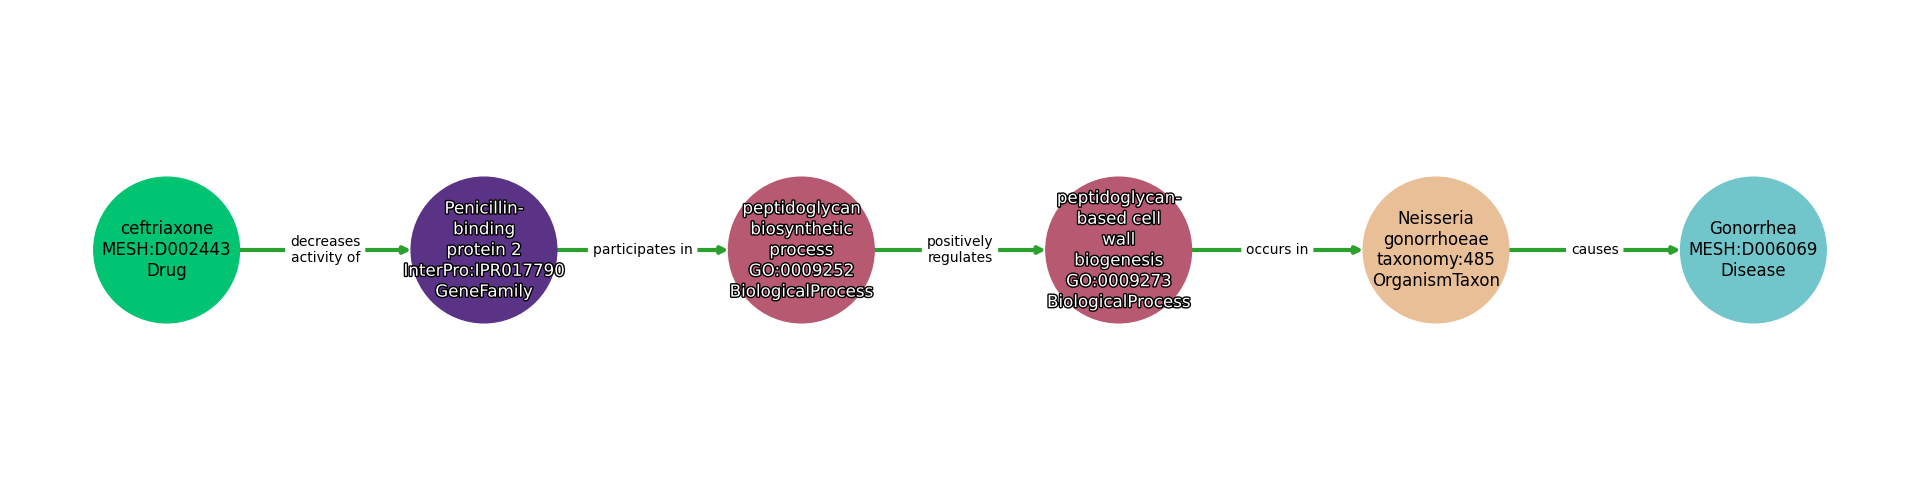 ceftriaxone
MESH:D002443
Drug
decreases
activity of
Penicillin-
binding
protein 2
InterPro:IPR017790
GeneFamily
participates in
peptidoglycan
biosynthetic
process
GO:0009252
BiologicalProcess
positively
regulates
peptidoglycan-
based cell
wall
biogenesis
GO:0009273
BiologicalProcess
occurs in
Neisseria
gonorrhoeae
taxonomy:485
OrganismTaxon
causes
Gonorrhea
MESH:D006069
Disease